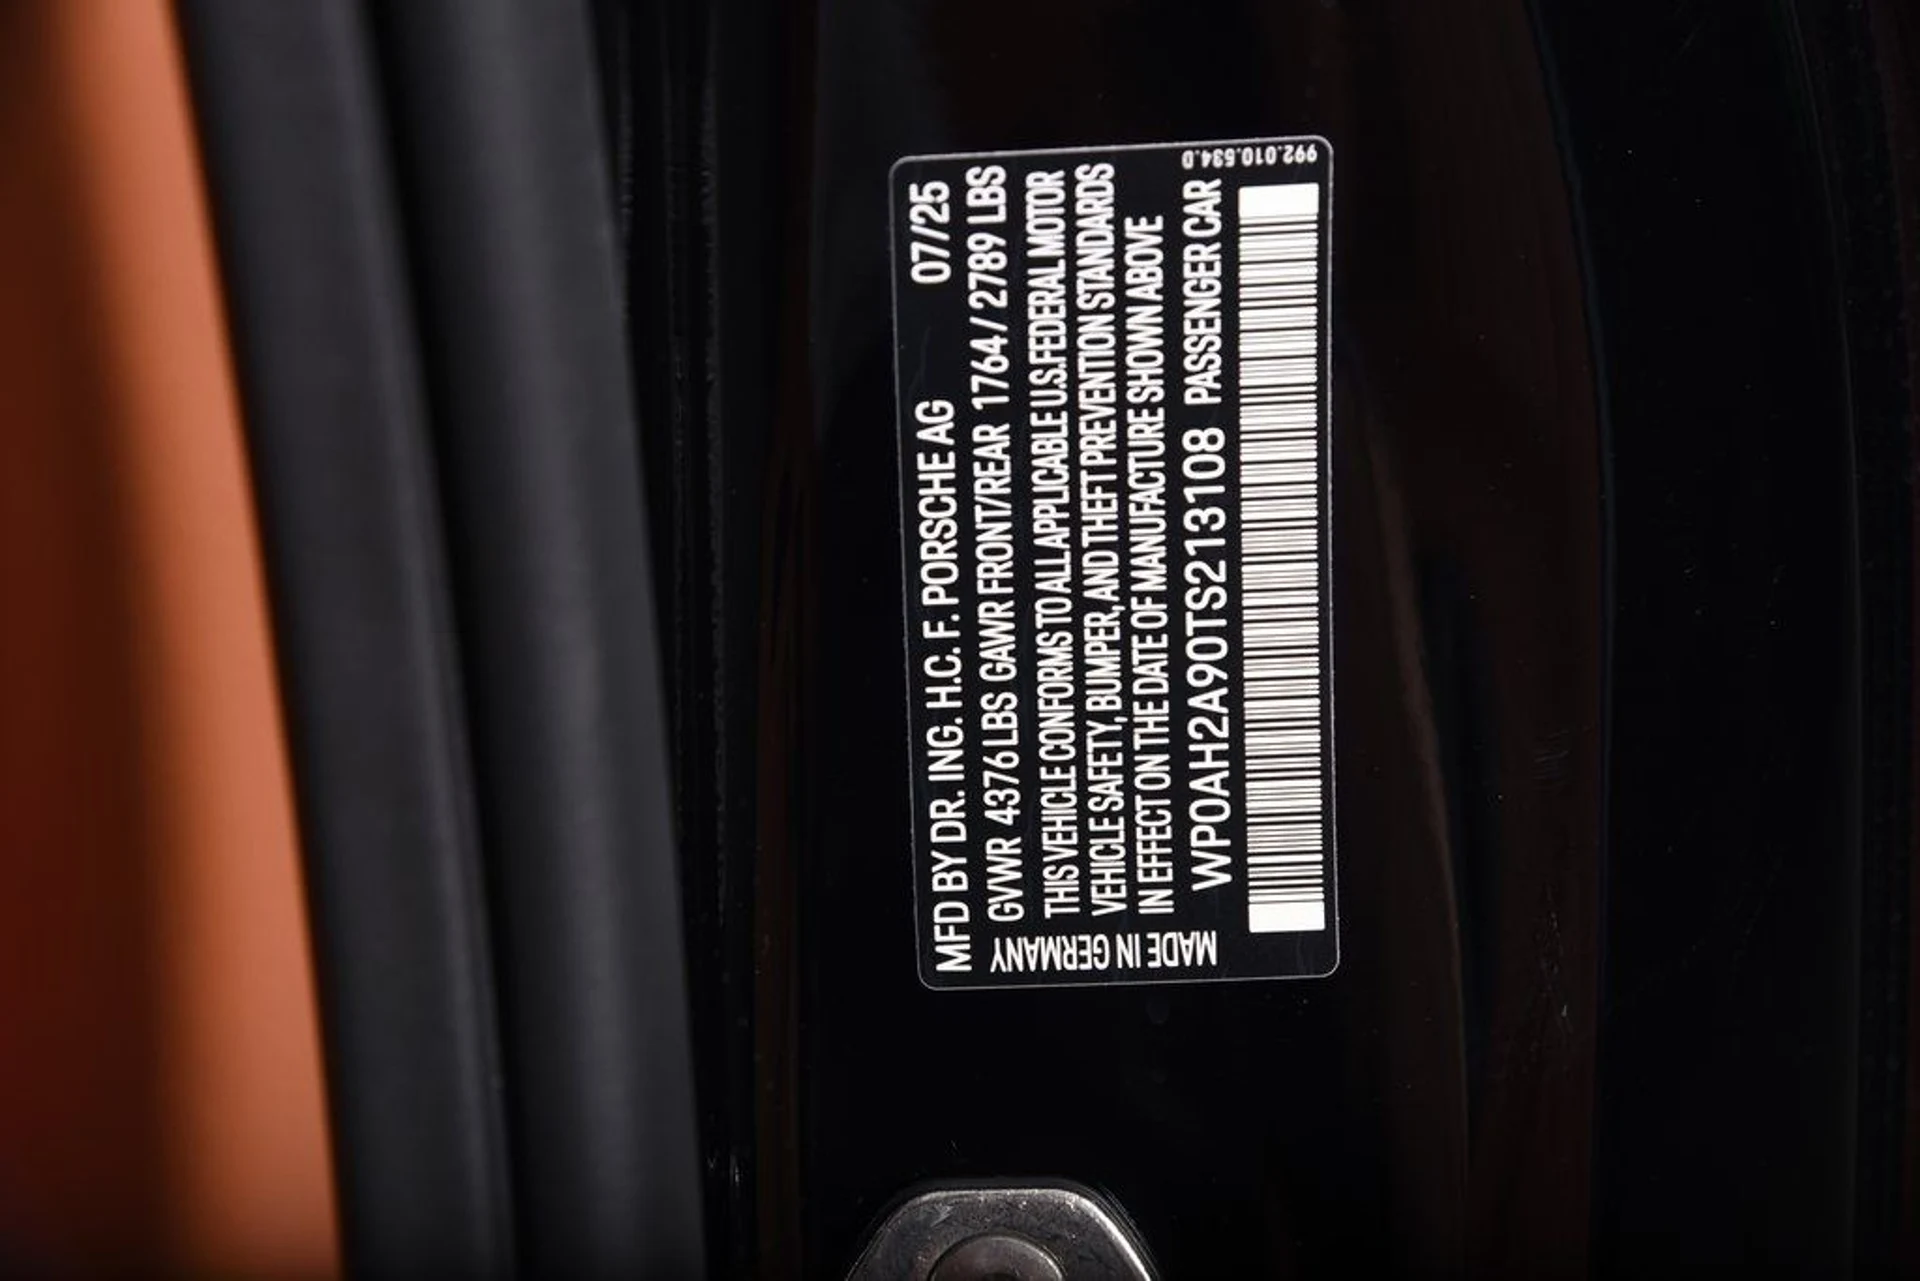 MFD BY DR. ING. H.C. F. PORSCHE AG 07/25
GVWR 4376 LBS GAWR FRONT/REAR 1764 / 2789 LBS
THIS VEHICLE CONFORMS TO ALL APPLICABLE U.S. FEDERAL MOTOR
VEHICLE SAFETY, BUMPER, AND THEFT PREVENTION STANDARDS
IN EFFECT ON THE DATE OF MANUFACTURE SHOWN ABOVE
WP0AH2A90TS213108 PASSENGER CAR
MADE IN GERMANY
992.010.534.D